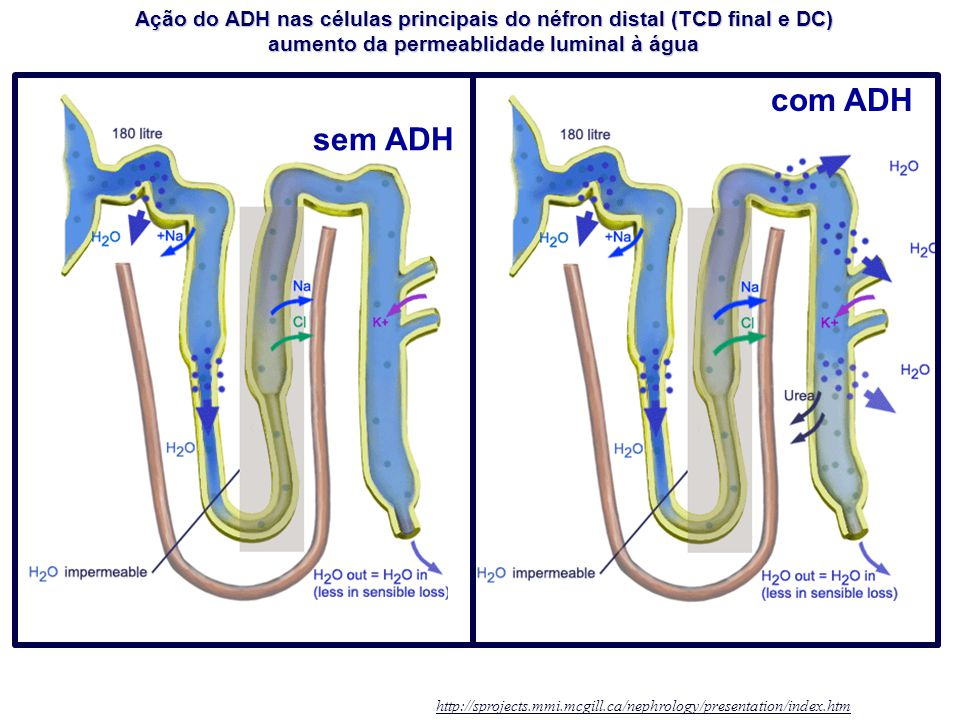 Ação do ADH nas células principais do néfron distal (TCD final e DC)
aumento da permeablidade luminal à água
sem ADH
180 litre
H2O
+Na
Na
Cl
K+
H2O
H2O impermeable
H2O out = H2O in
(less in sensible loss)
com ADH
180 litre
H2O
H2O
+Na
H2O
Na
Cl
K+
H2O
Urea
H2O
H2O impermeable
H2O out = H2O in
(less in sensible loss)
http://sprojects.mmi.mcgill.ca/nephrology/presentation/index.htm